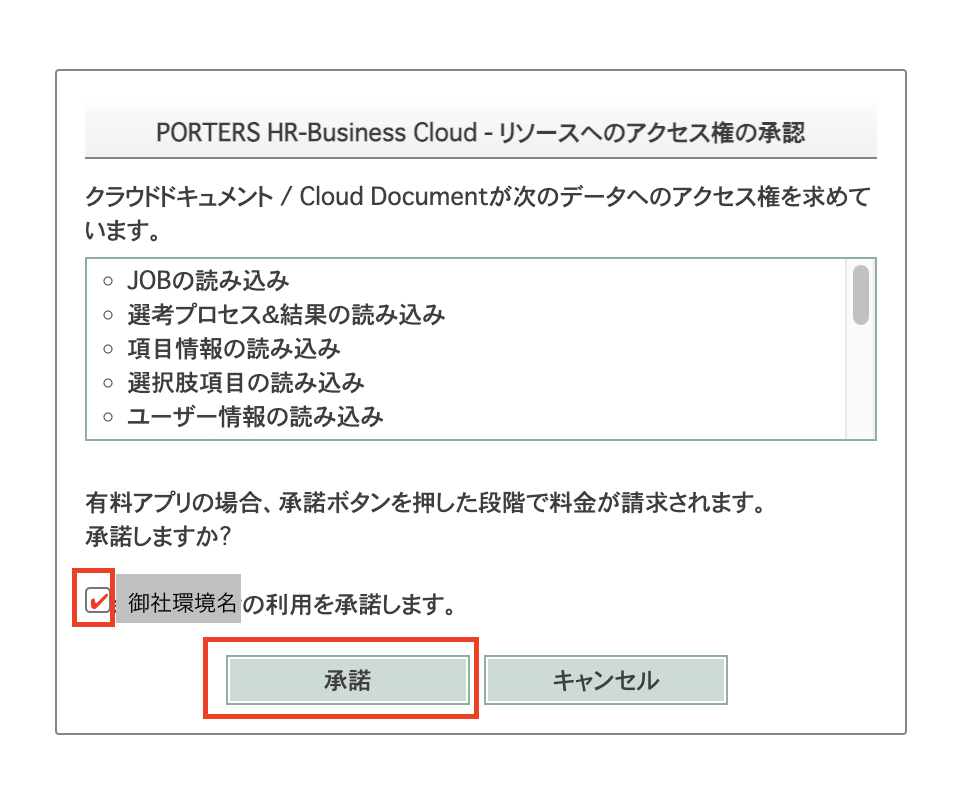 PORTERS HR-Business Cloud - リソースへのアクセス権の承認
クラウドドキュメント / Cloud Documentが次のデータへのアクセス権を求めて
います。
JOBの読み込み
選考プロセス&結果の読み込み
項目情報の読み込み
選択肢項目の読み込み
ユーザー情報の読み込み
有料アプリの場合、承諾ボタンを押した段階で料金が請求されます。
承諾しますか?
御社環境名の利用を承諾します。
承諾 キャンセル